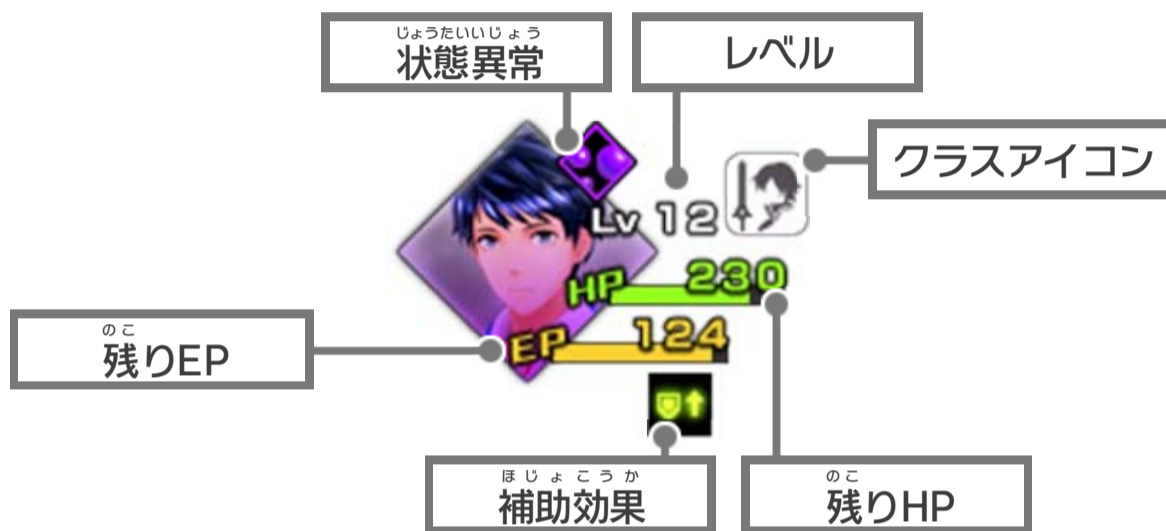 じょうたいいじょう
状態異常
レベル
クラスアイコン
Lv 12
HP 230
EP 124
のこ
残りEP
ほじょこうか
補助効果
のこ
残りHP